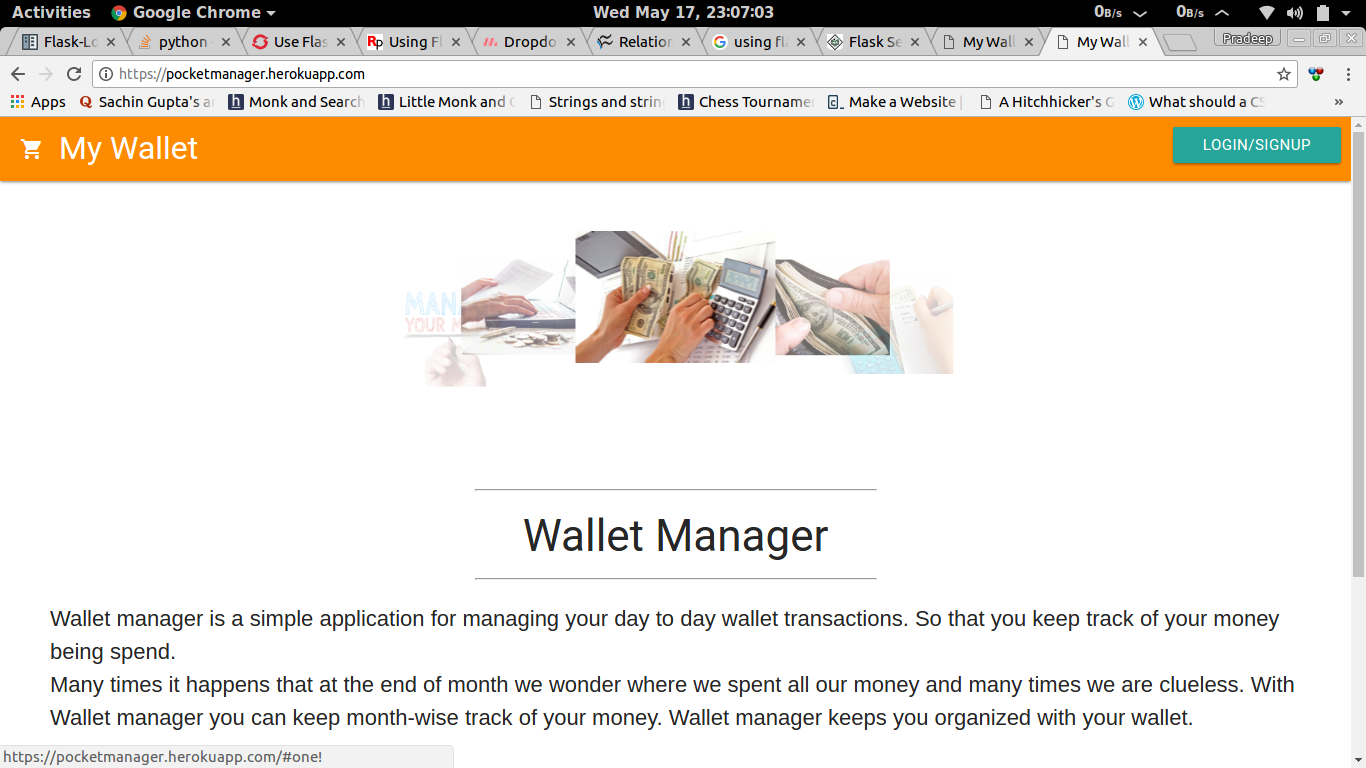 Activities Google Chrome Wed May 17, 23:07:03 0B/s 0B/s
Flask-Lo python Use Flas Using Fl Dropdo Relation using fla Flask Se My Wall My Wall Pradeep
https://pocketmanager.herokuapp.com
Apps Sachin Gupta's a Monk and Search Little Monk and Strings and strin Chess Tourname Make a Website A Hitchhicker's G What should a CS »
My Wallet LOGIN/SIGNUP
Wallet Manager
Wallet manager is a simple application for managing your day to day wallet transactions. So that you keep track of your money
being spend.
Many times it happens that at the end of month we wonder where we spent all our money and many times we are clueless. With
Wallet manager you can keep month-wise track of your money. Wallet manager keeps you organized with your wallet.
https://pocketmanager.herokuapp.com/#one!